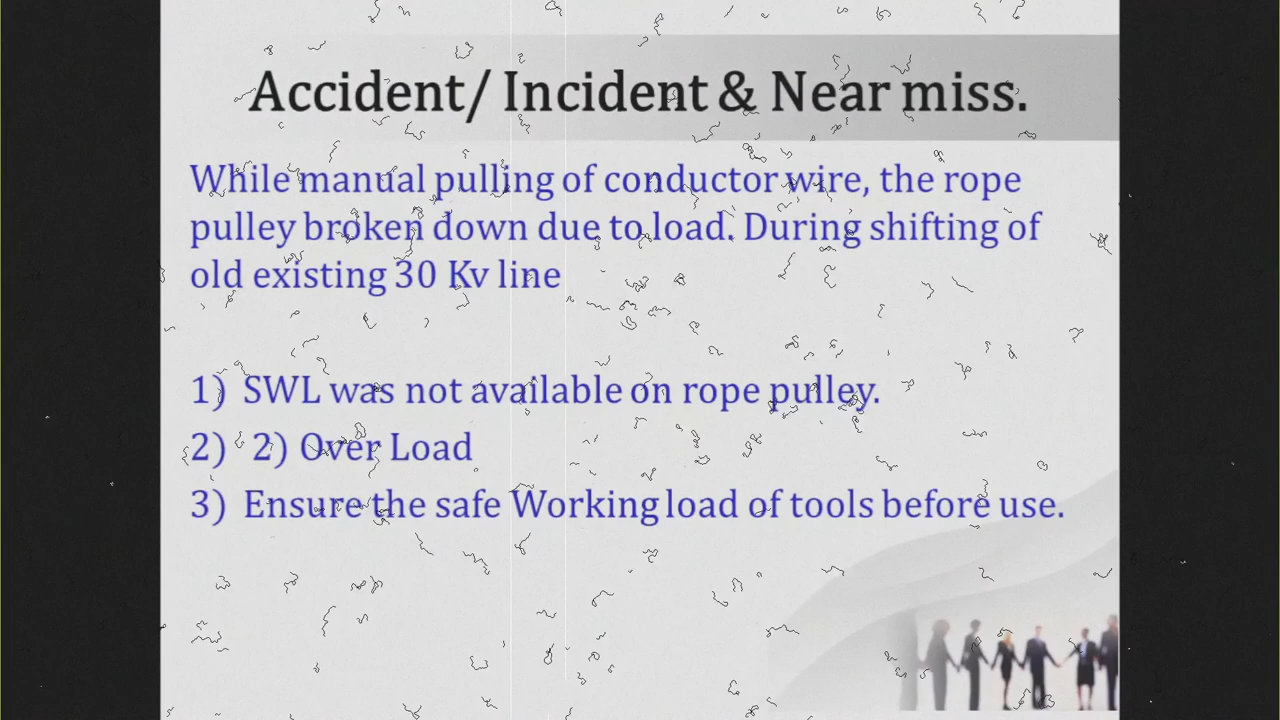 Accident/ Incident & Near miss.
While manual pulling of conductor wire, the rope
pulley broken down due to load. During shifting of
old existing 30 Kv line
1) SWL was not available on rope pulley.
2) 2) Over Load
3) Ensure the safe Working load of tools before use.